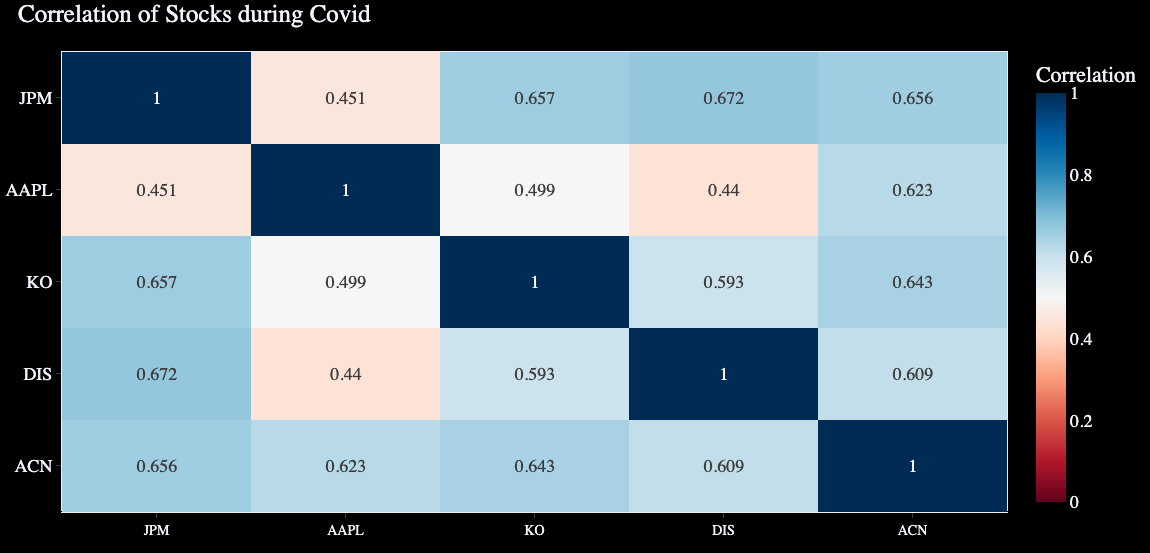 Correlation of Stocks during Covid
Correlation
JPM 1 0.451 0.657 0.672 0.656
AAPL 0.451 1 0.499 0.44 0.623
KO 0.657 0.499 1 0.593 0.643
DIS 0.672 0.44 0.593 1 0.609
ACN 0.656 0.623 0.643 0.609 1
JPM AAPL KO DIS ACN
1
0.8
0.6
0.4
0.2
0